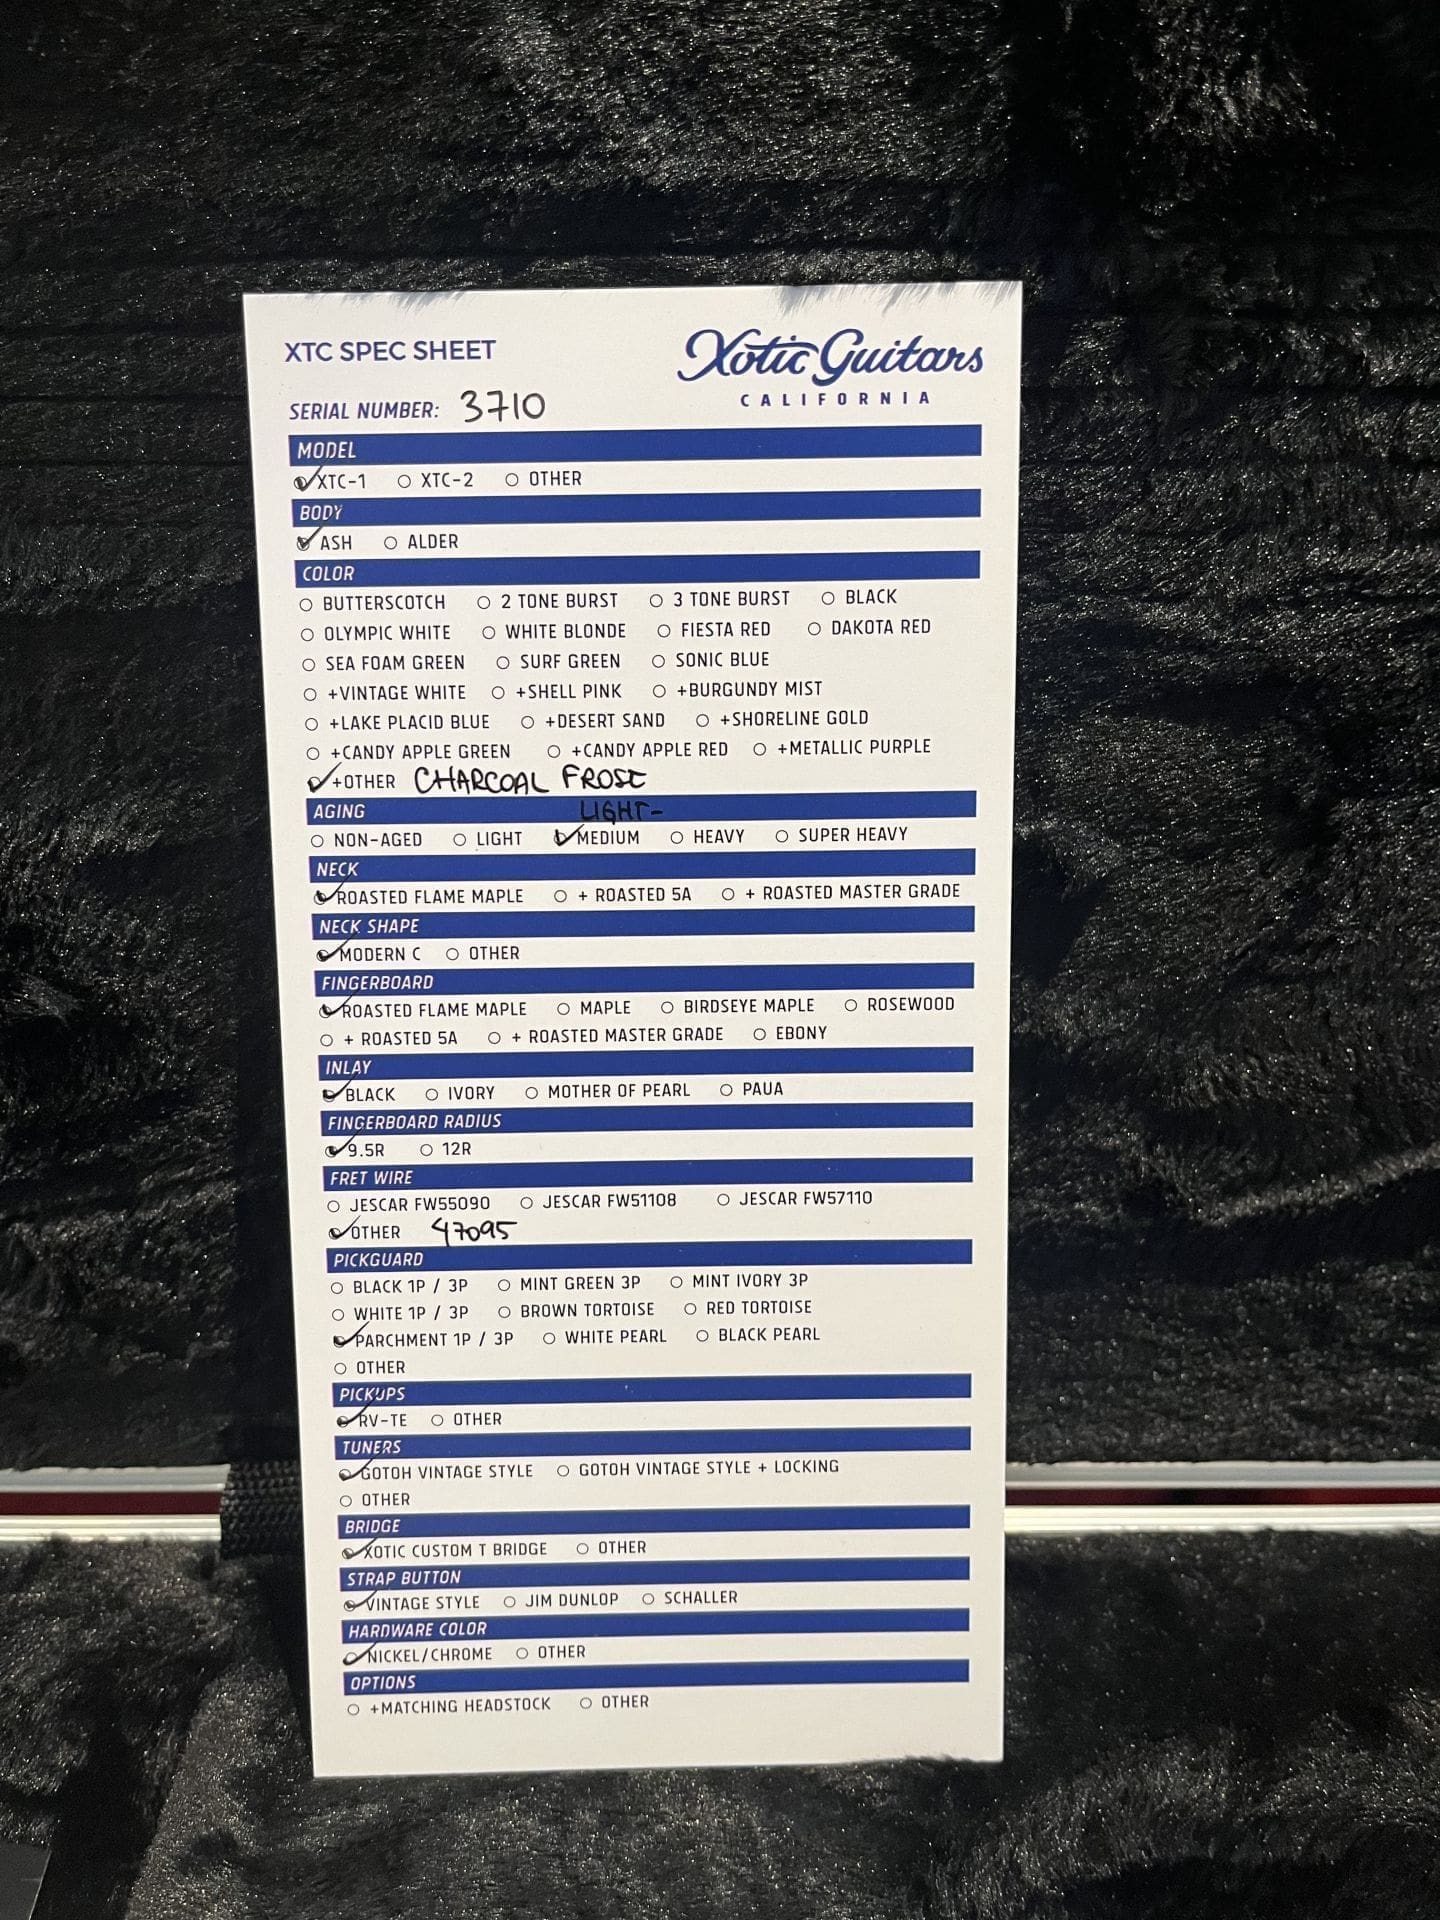 XTC SPEC SHEET
Xotic Guitars
CALIFORNIA
SERIAL NUMBER: 3710
MODEL
XTC-1 XTC-2 OTHER
BODY
ASH ALDER
COLOR
BUTTERSCOTCH 2 TONE BURST 3 TONE BURST BLACK
OLYMPIC WHITE WHITE BLONDE FIESTA RED DAKOTA RED
SEA FOAM GREEN SURF GREEN SONIC BLUE
+VINTAGE WHITE +SHELL PINK +BURGUNDY MIST
+LAKE PLACID BLUE +DESERT SAND +SHORELINE GOLD
+CANDY APPLE GREEN +CANDY APPLE RED +METALLIC PURPLE
+OTHER CHARCOAL FROST
AGING LIGHT-
NON-AGED LIGHT MEDIUM HEAVY SUPER HEAVY
NECK
ROASTED FLAME MAPLE + ROASTED 5A + ROASTED MASTER GRADE
NECK SHAPE
MODERN C OTHER
FINGERBOARD
ROASTED FLAME MAPLE MAPLE BIRDSEYE MAPLE ROSEWOOD
+ ROASTED 5A + ROASTED MASTER GRADE EBONY
INLAY
BLACK IVORY MOTHER OF PEARL PAUA
FINGERBOARD RADIUS
9.5R 12R
FRET WIRE
JESCAR FW55090 JESCAR FW51108 JESCAR FW57110
OTHER 47095
PICKGUARD
BLACK 1P / 3P MINT GREEN 3P MINT IVORY 3P
WHITE 1P / 3P BROWN TORTOISE RED TORTOISE
PARCHMENT 1P / 3P WHITE PEARL BLACK PEARL
OTHER
PICKUPS
RV-TE OTHER
TUNERS
GOTOH VINTAGE STYLE GOTOH VINTAGE STYLE + LOCKING
OTHER
BRIDGE
XOTIC CUSTOM T BRIDGE OTHER
STRAP BUTTON
VINTAGE STYLE JIM DUNLOP SCHALLER
HARDWARE COLOR
NICKEL/CHROME OTHER
OPTIONS
+MATCHING HEADSTOCK OTHER